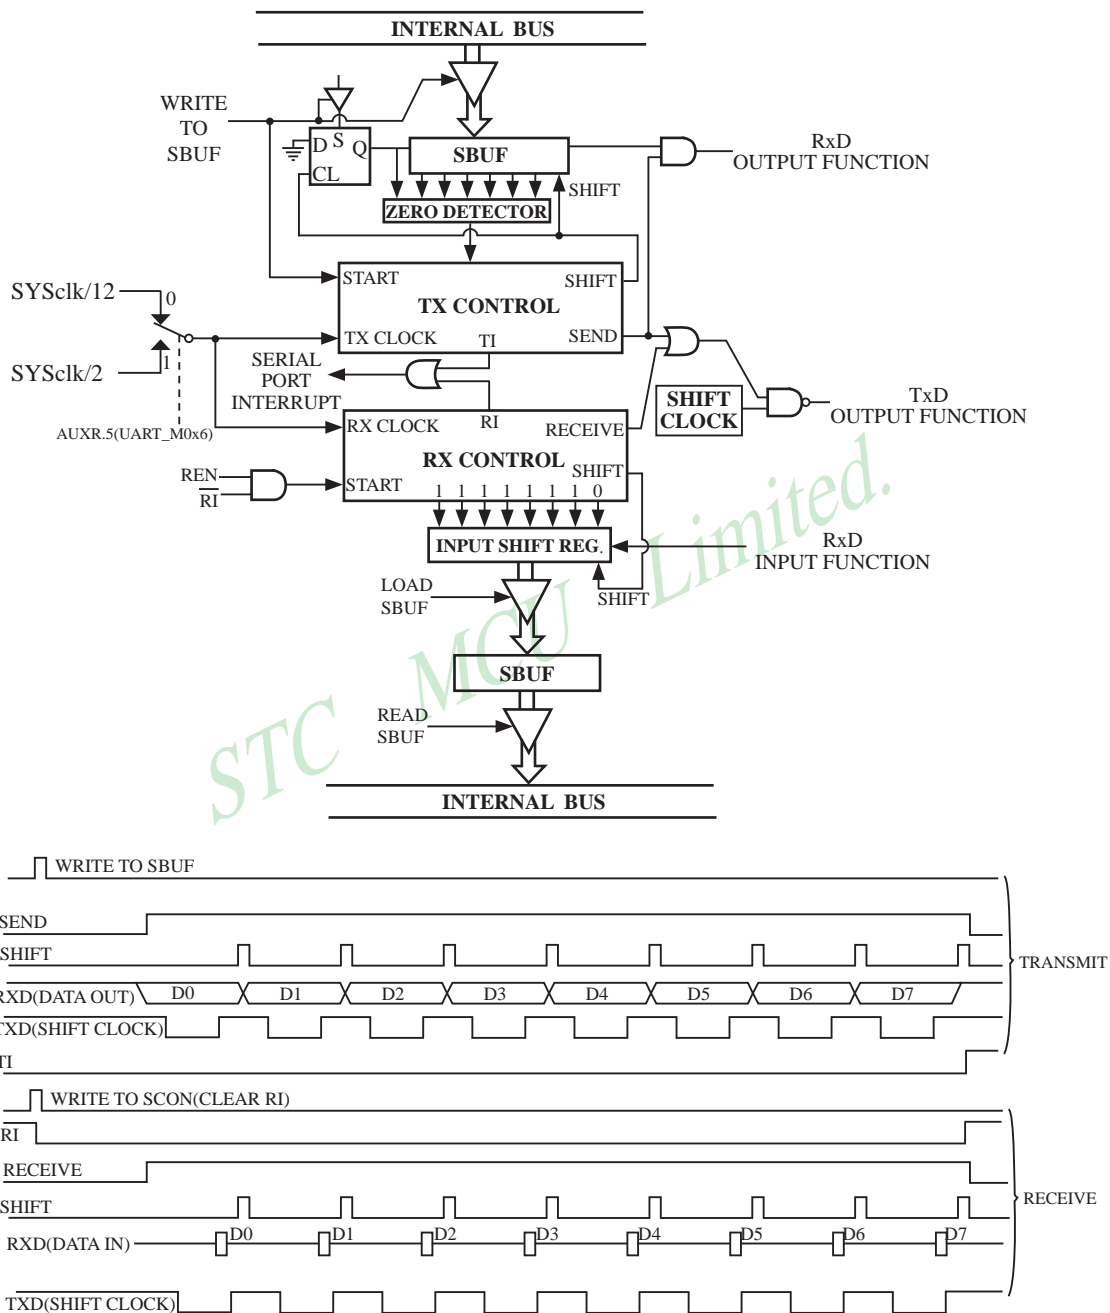 INTERNAL BUS
WRITE
TO
SBUF
D S Q
CL
SBUF
SHIFT
ZERO DETECTOR
RxD
OUTPUT FUNCTION
START
SHIFT
TX CONTROL
TX CLOCK
TI
SEND
SYSclk/12
0
SYSclk/2
1
AUXR.5(UART_M0x6)
SERIAL
PORT
INTERRUPT
SHIFT
CLOCK
TxD
OUTPUT FUNCTION
RX CLOCK
RI
RECEIVE
RX CONTROL
SHIFT
START
1 1 1 1 1 1 1 0
REN
RI
INPUT SHIFT REG.
RxD
INPUT FUNCTION
LOAD
SBUF
SHIFT
SBUF
READ
SBUF
INTERNAL BUS
STC MCU Limited.
WRITE TO SBUF
SEND
SHIFT
RXD(DATA OUT) D0 D1 D2 D3 D4 D5 D6 D7
TXD(SHIFT CLOCK)
TI
TRANSMIT
WRITE TO SCON(CLEAR RI)
RI
RECEIVE
SHIFT
RXD(DATA IN) D0 D1 D2 D3 D4 D5 D6 D7
TXD(SHIFT CLOCK)
RECEIVE